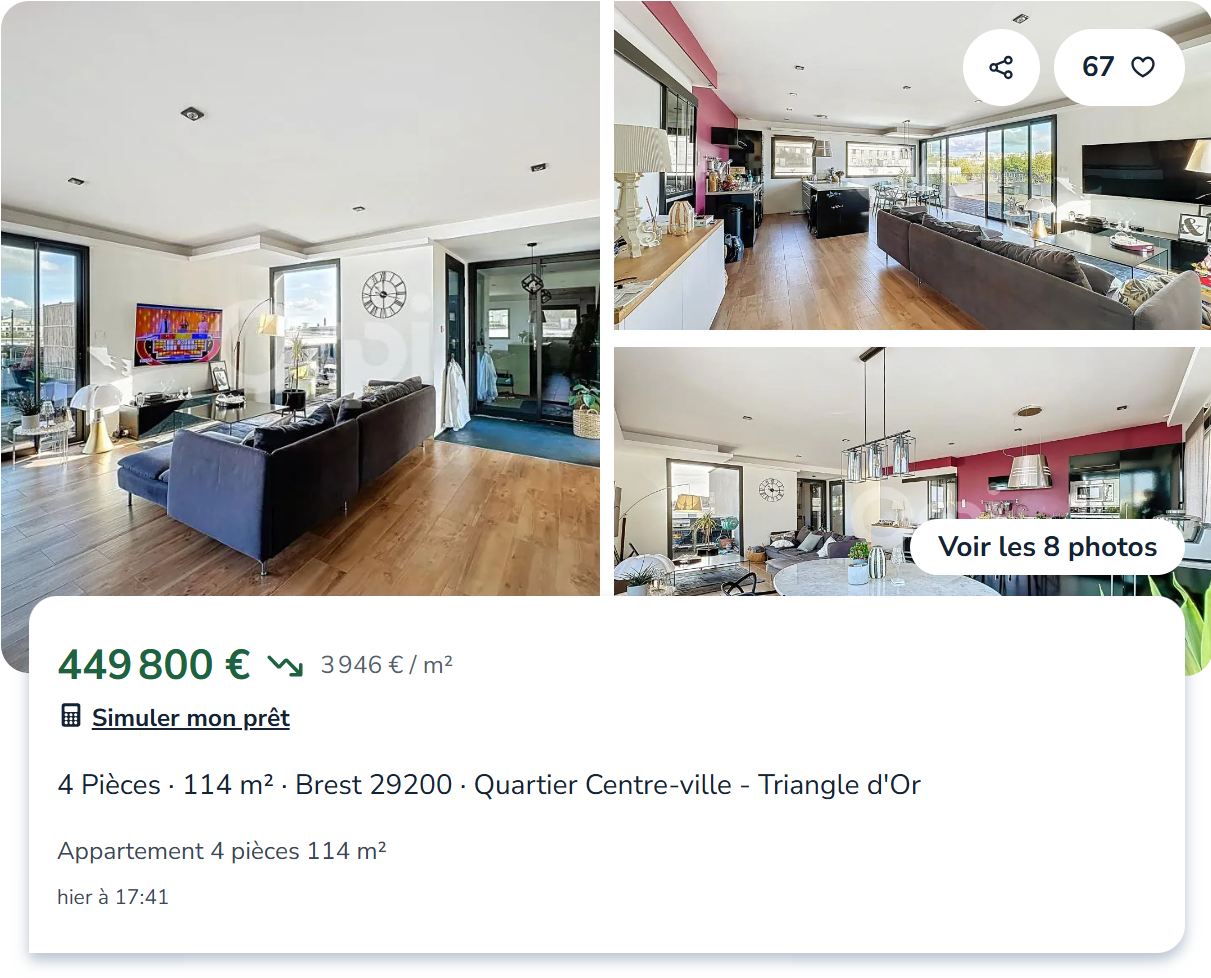 67
Voir les 8 photos
449 800 € 3 946 € / m²
Simuler mon prêt
4 Pièces · 114 m² · Brest 29200 · Quartier Centre-ville - Triangle d'Or
Appartement 4 pièces 114 m²
hier à 17:41